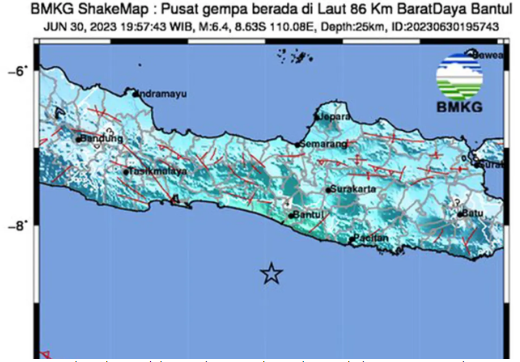 BMKG ShakeMap : Pusat gempa berada di Laut 86 Km BaratDaya Bantul
JUN 30, 2023 19:57:43 WIB, M:6.4, 8.63S 110.08E, Depth:25km, ID:20230630195743
-6°
Bawea
Indramayu
BMKG
Jepara
Bandung
Semarang
Tasikmalaya
Surat
Surakarta
Bantul
Batu
-8°
Pacitan